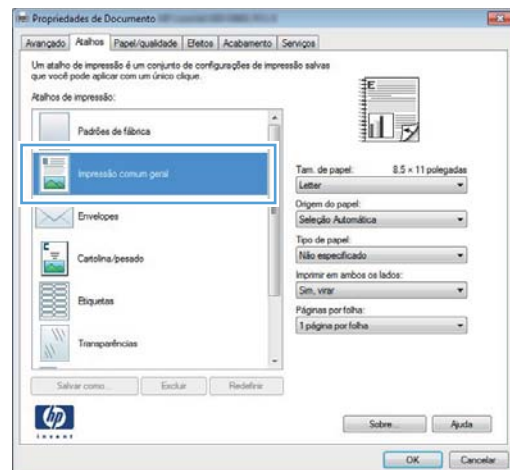 Propriedades de Documento
Avançado Atalhos Papel/qualidade Efeitos Acabamento Serviços
Um atalho de impressão é um conjunto de configurações de impressão salvas
que você pode aplicar com um único clique.
Atalhos de impressão:
Padrões de fábrica
Impressão comum geral
Envelopes
Cartolina/pesado
Etiquetas
Transparências
Salvar como... Excluir Redefinir
E
Tam. de papel: 8.5 × 11 polegadas
Letter
Origem do papel:
Seleção Automática
Tipo de papel:
Não especificado
Imprimir em ambos os lados:
Sim, virar
Páginas por folha:
1 página por folha
hp
invent
Sobre... Ajuda
OK Cancelar